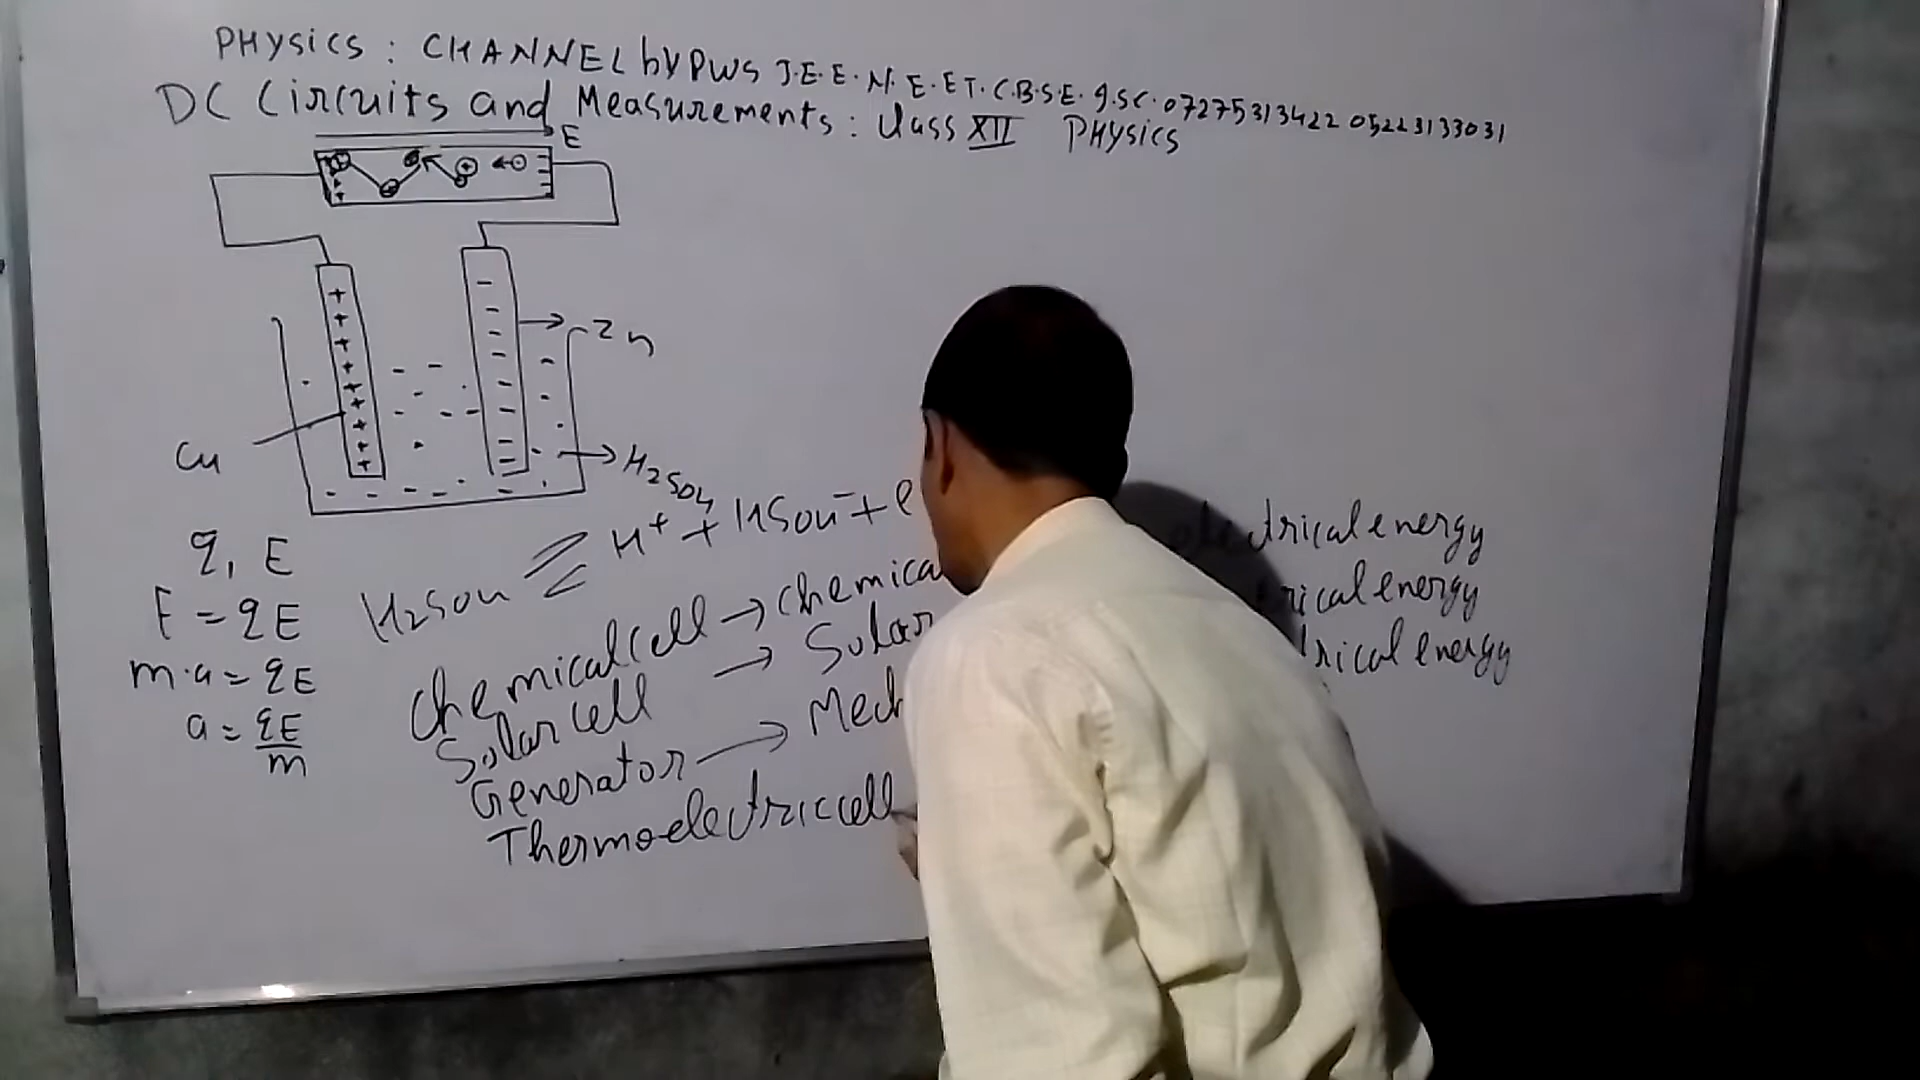 PHYSICS : CHANNEL by PWS J.E.E. N.E.ET. C.B.S.E. I.SC. 07275313422 05223133031
DC Circuits and Measurements : Class XII PHYSICS
E
+ - + -
Zn
Cu
H2SO4
q, E
F = qE
m.a = qE
a = qE/m
H2SO4 ⇌ H+ + HSO4- + e
Chemical cell → Chemica electrical energy
Solar cell → Solar rical energy
Generator → Mech rical energy
Thermoelectric cell